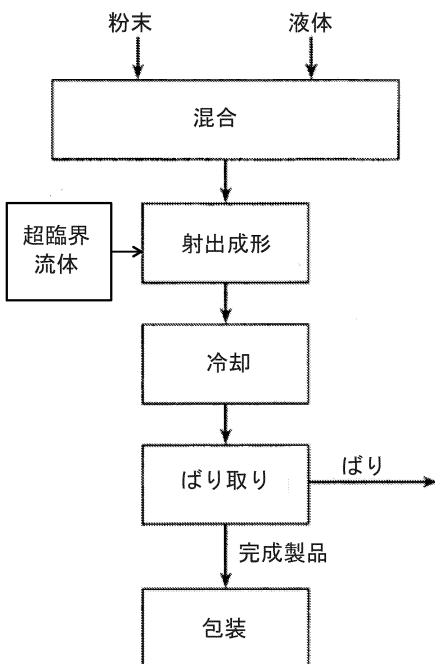 粉末
液体
混合
超臨界
流体
射出成形
冷却
ばり取り
ばり
完成製品
包装